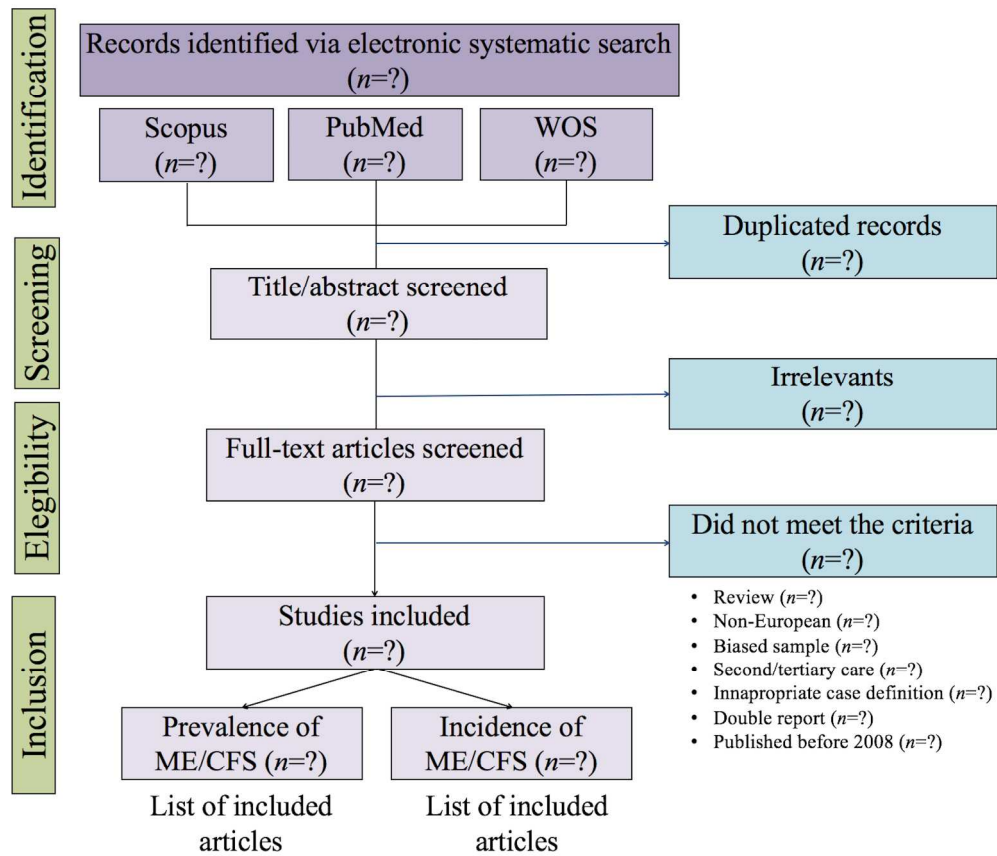 Identification
Records identified via electronic systematic search
(n=?)
Scopus
(n=?)
PubMed
(n=?)
WOS
(n=?)
Duplicated records
(n=?)
Screening
Title/abstract screened
(n=?)
Irrelevants
(n=?)
Elegibility
Full-text articles screened
(n=?)
Did not meet the criteria
(n=?)
• Review (n=?)
• Non-European (n=?)
• Biased sample (n=?)
• Second/tertiary care (n=?)
• Innapropriate case definition (n=?)
• Double report (n=?)
• Published before 2008 (n=?)
Inclusion
Studies included
(n=?)
Prevalence of
ME/CFS (n=?)
Incidence of
ME/CFS (n=?)
List of included
articles
List of included
articles